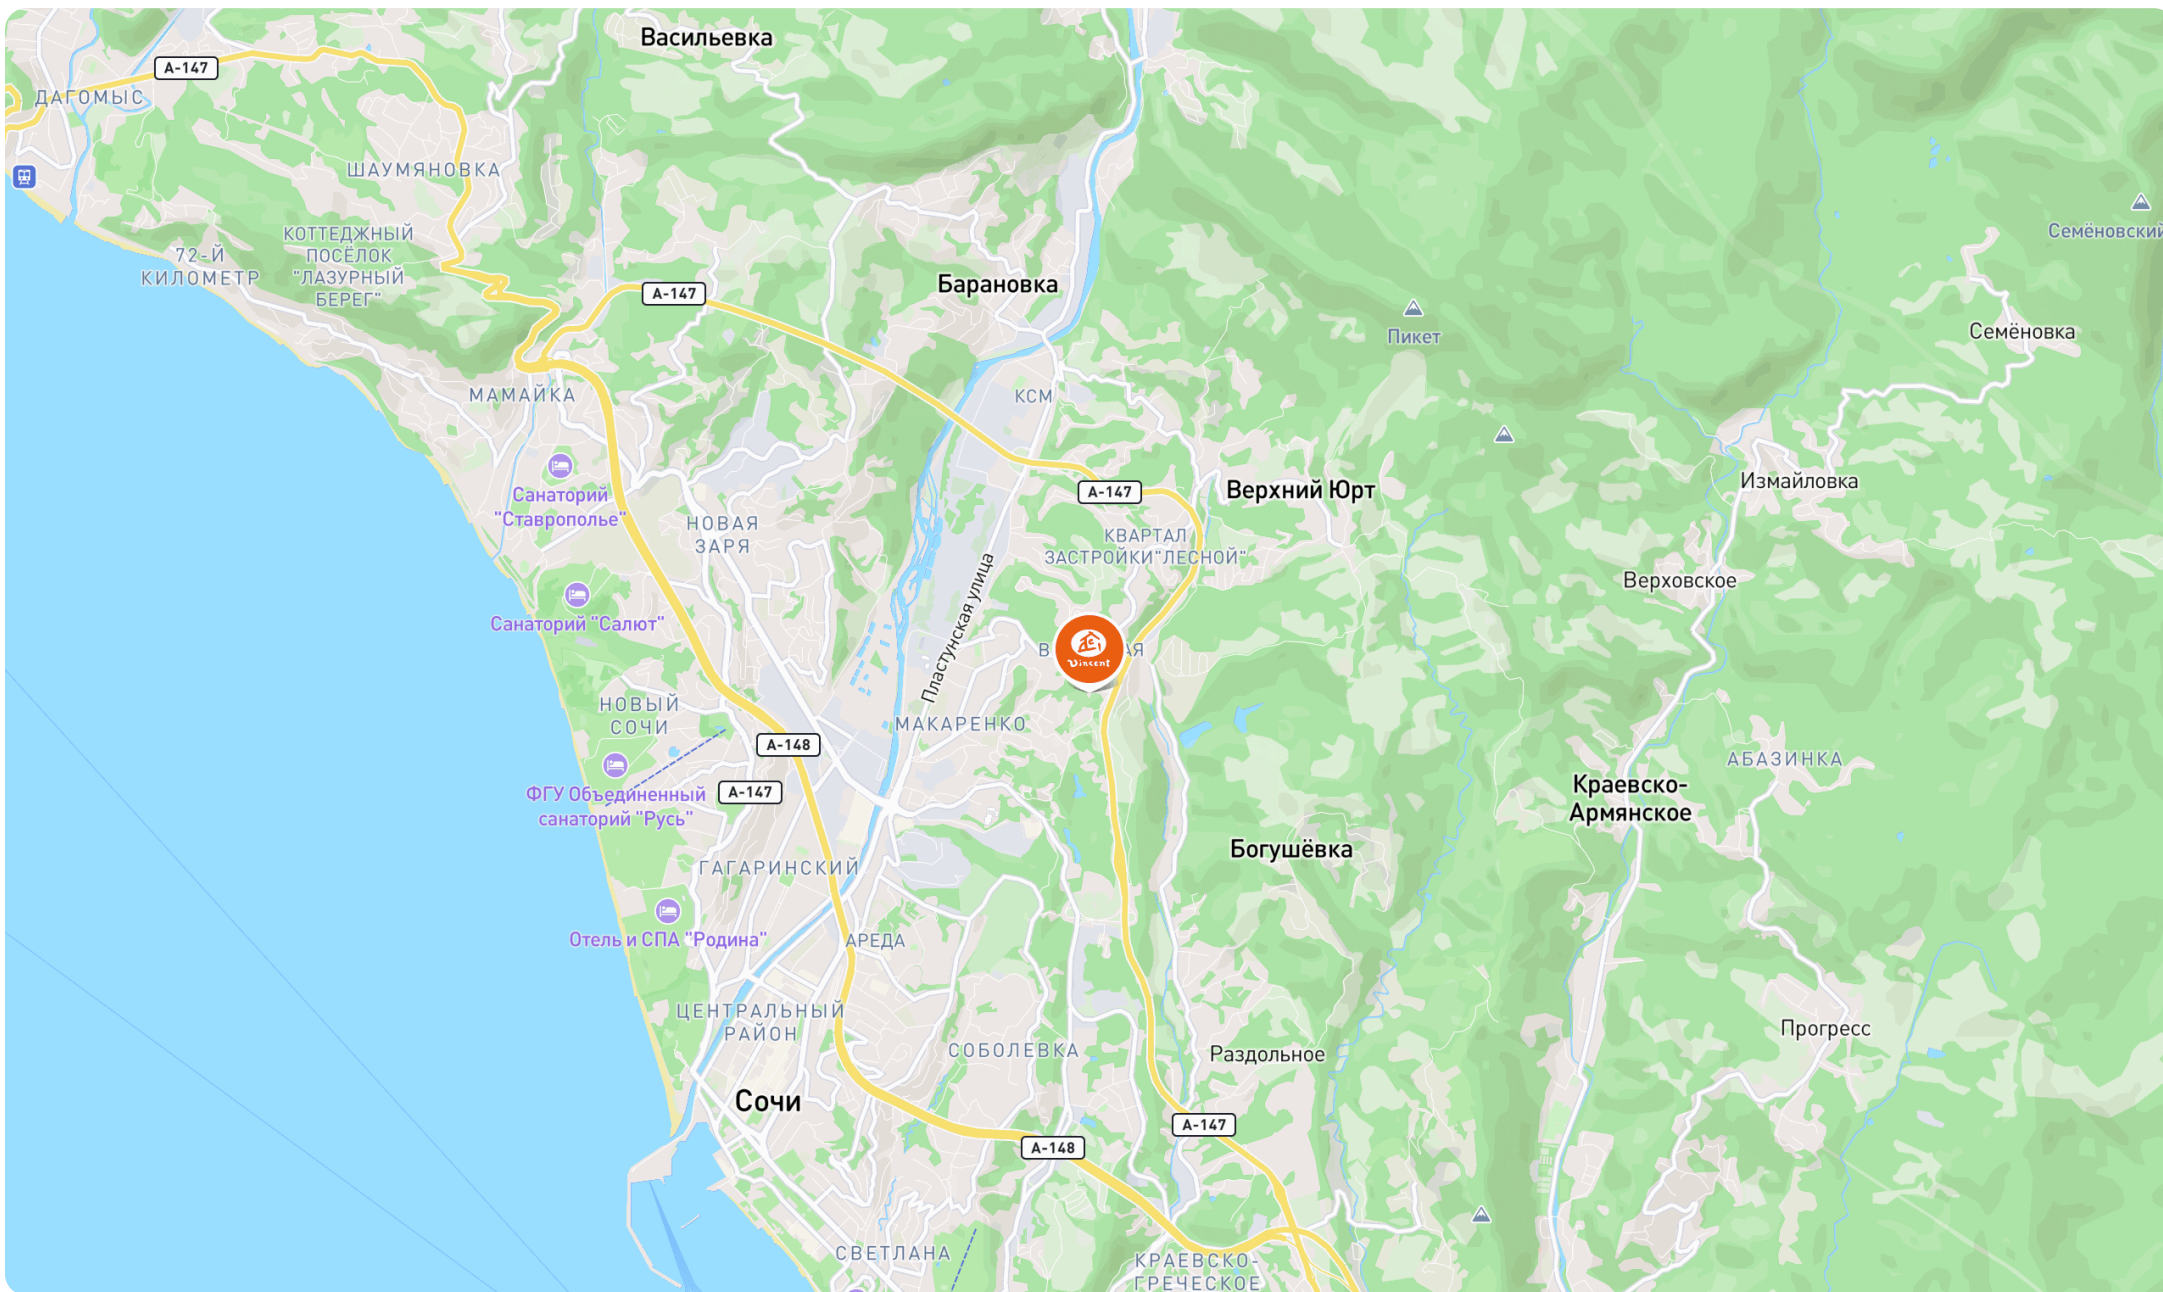 Васильевка
А-147
ДАГОМЫС
ШАУМЯНОВКА
Семёновский
КОТТЕДЖНЫЙ
ПОСЁЛОК
"ЛАЗУРНЫЙ
БЕРЕГ"
72-Й
КИЛОМЕТР
Барановка
А-147
Пикет
Семёновка
МАМАЙКА
КСМ
Измайловка
А-147
Верхний Юрт
Санаторий
"Ставрополье"
НОВАЯ
ЗАРЯ
КВАРТАЛ
ЗАСТРОЙКИ"ЛЕСНОЙ"
Верховское
Санаторий "Салют"
Пластунская улица
Vincent
НОВЫЙ
СОЧИ
МАКАРЕНКО
А-148
АБАЗИНКА
А-147
ФГУ Объединенный
санаторий "Русь"
Краевско-
Армянское
Богушёвка
ГАГАРИНСКИЙ
Отель и СПА "Родина"
АРЕДА
ЦЕНТРАЛЬНЫЙ
РАЙОН
Прогресс
СОБОЛЕВКА
Раздольное
Сочи
А-147
А-148
СВЕТЛАНА
КРАЕВСКО-
ГРЕЧЕСКОЕ